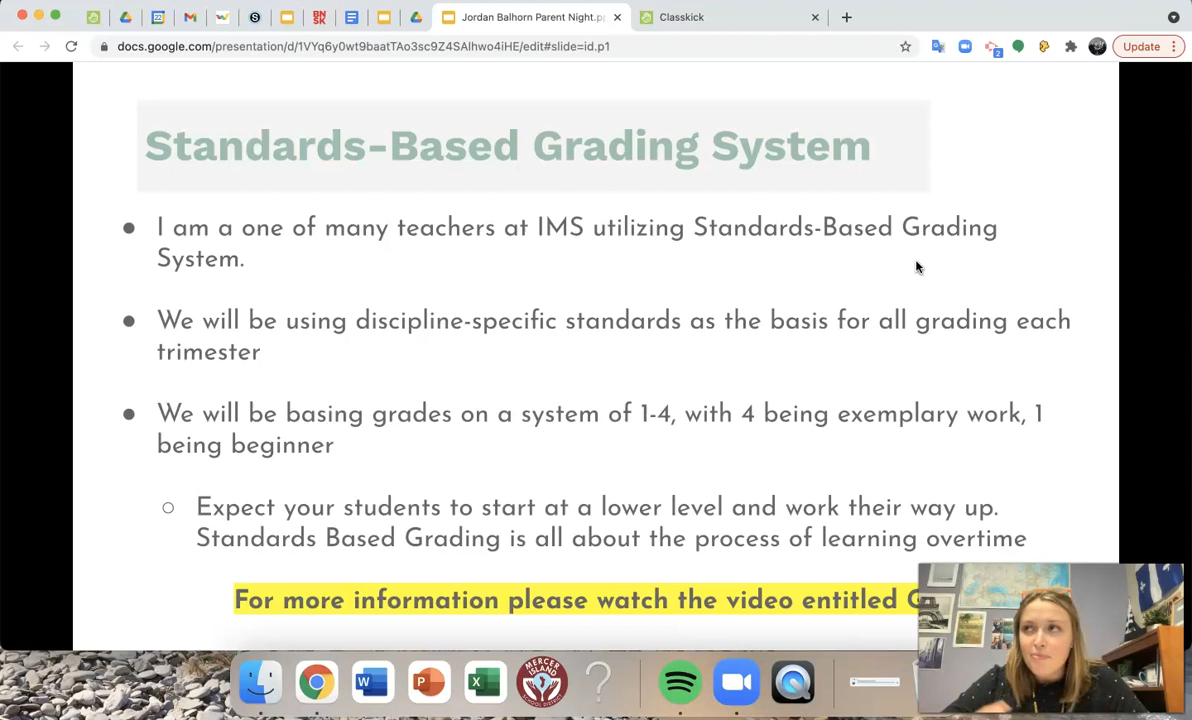 Jordan Balhorn Parent Night.pp
Classkick
docs.google.com/presentation/d/1VYq6y0wt9baatTAo3sc9Z4SAlhwo4iHE/edit#slide=id.p1
Update
Standards-Based Grading System
I am a one of many teachers at IMS utilizing Standards-Based Grading
System.
We will be using discipline-specific standards as the basis for all grading each
trimester
We will be basing grades on a system of 1-4, with 4 being exemplary work, 1
being beginner
Expect your students to start at a lower level and work their way up.
Standards Based Grading is all about the process of learning overtime
For more information please watch the video entitled
MERCER
ISLAND
SCHOOL DISTRICT